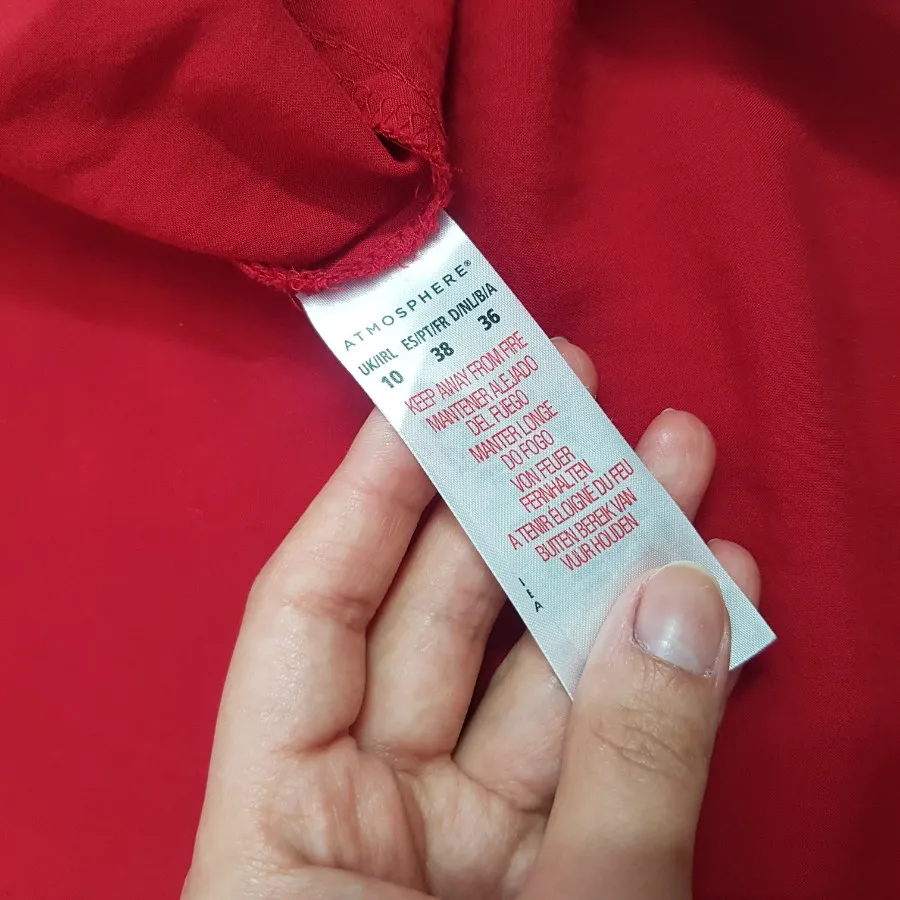 ATMOSPHERE®
UK/IRL ES/PT/FR D/NL/B/A
10 38 36
KEEP AWAY FROM FIRE
MANTENER ALEJADO
DEL FUEGO
MANTER LONGE
DO FOGO
VON FEUER
FERNHALTEN
A TENIR ÉLOIGNÉ DU FEU
BUITEN BEREIK VAN
VUUR HOUDEN
I
E
A